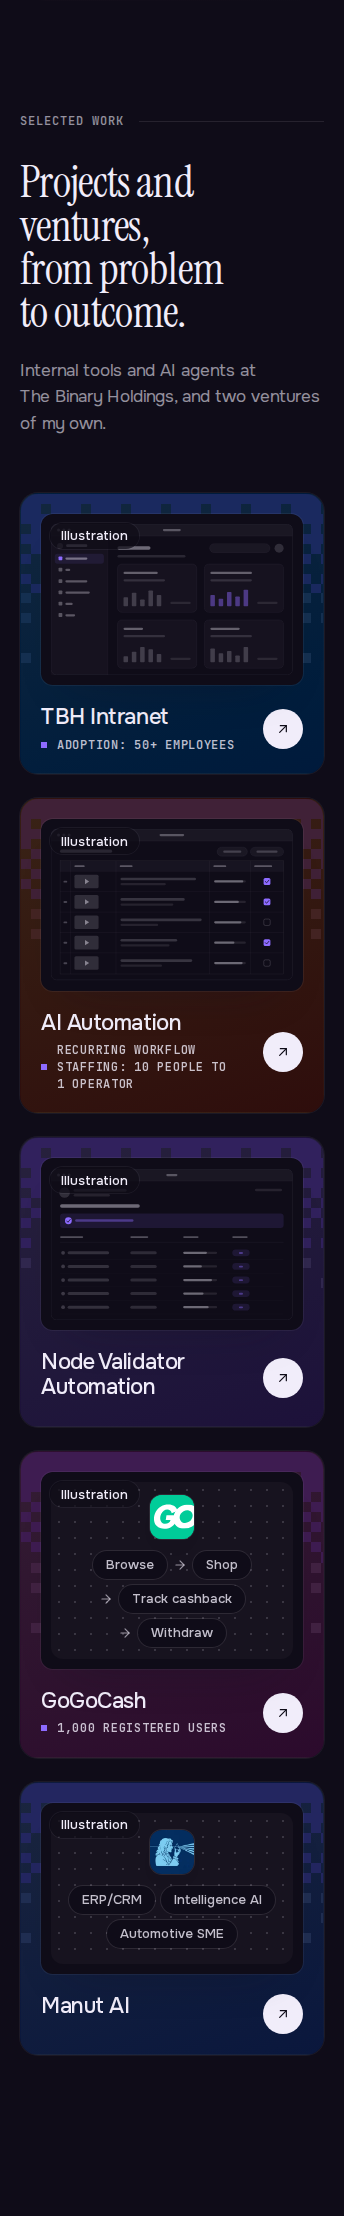 SELECTED WORK
Projects and
ventures,
from problem
to outcome.
Internal tools and AI agents at
The Binary Holdings, and two ventures
of my own.
Illustration
TBH Intranet
ADOPTION: 50+ EMPLOYEES
Illustration
AI Automation
RECURRING WORKFLOW
STAFFING: 10 PEOPLE TO
1 OPERATOR
Illustration
Node Validator
Automation
Illustration
GO
Browse → Shop
→ Track cashback
→ Withdraw
GoGoCash
1,000 REGISTERED USERS
Illustration
ERP/CRM Intelligence AI
Automotive SME
Manut AI